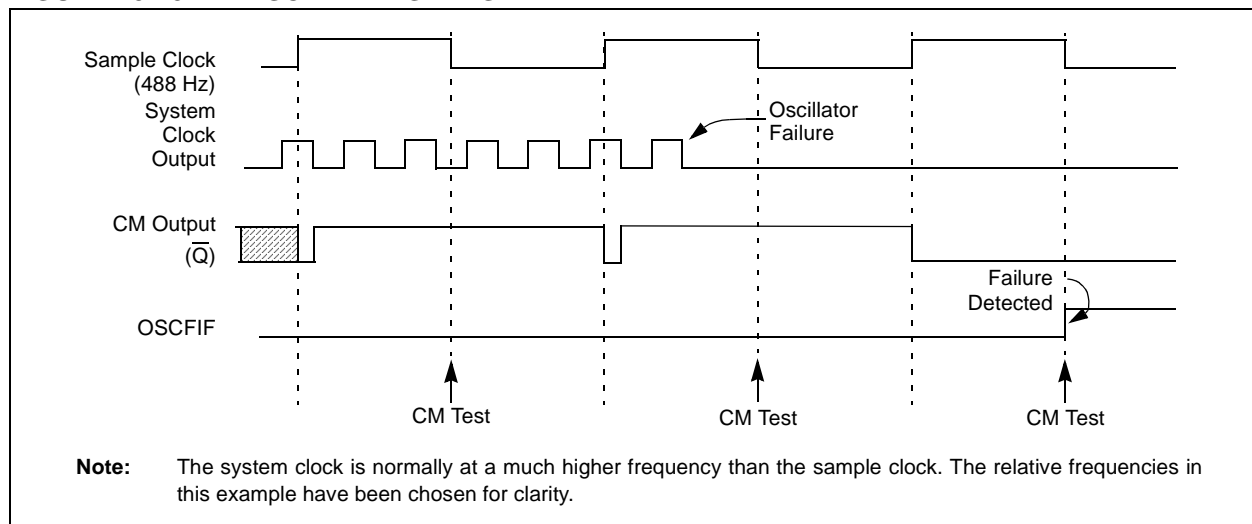 Sample Clock
(488 Hz)
System
Clock
Output
Oscillator
Failure
CM Output
(Q)
Failure
Detected
OSCFIF
CM Test
CM Test
CM Test
Note: The system clock is normally at a much higher frequency than the sample clock. The relative frequencies in
this example have been chosen for clarity.